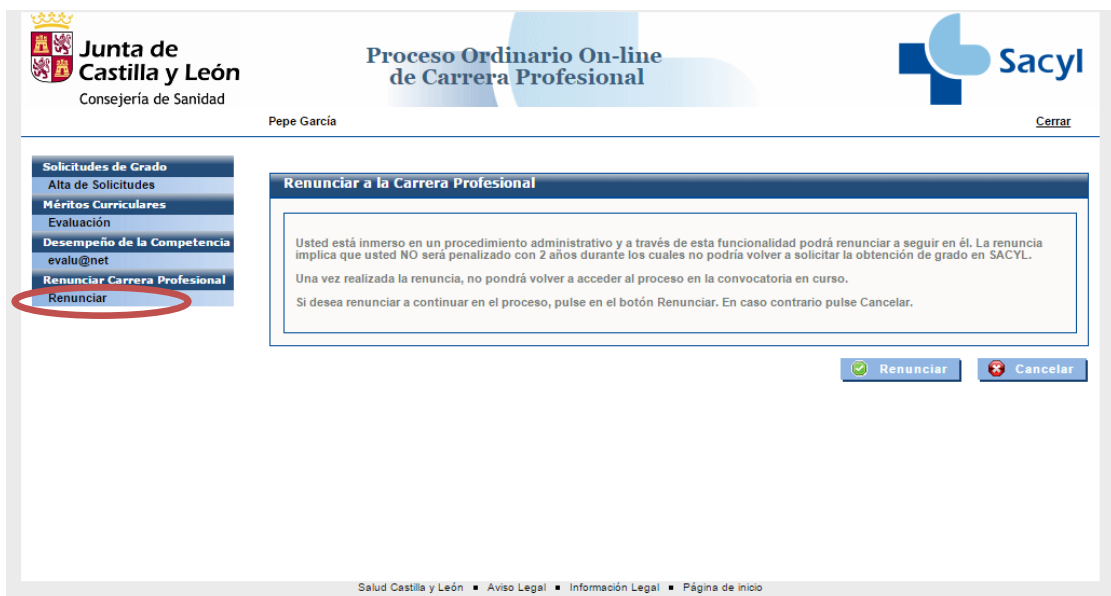 Junta de
Castilla y León
Consejería de Sanidad
Proceso Ordinario On-line
de Carrera Profesional
Sacyl
Pepe García
Cerrar
Solicitudes de Grado
Alta de Solicitudes
Méritos Curriculares
Evaluación
Desempeño de la Competencia
evalu@net
Renunciar Carrera Profesional
Renunciar
Renunciar a la Carrera Profesional
Usted está inmerso en un procedimiento administrativo y a través de esta funcionalidad podrá renunciar a seguir en él. La renuncia
implica que usted NO será penalizado con 2 años durante los cuales no podría volver a solicitar la obtención de grado en SACYL.
Una vez realizada la renuncia, no pondrá volver a acceder al proceso en la convocatoria en curso.
Si desea renunciar a continuar en el proceso, pulse en el botón Renunciar. En caso contrario pulse Cancelar.
Renunciar
Cancelar
Salud Castilla y León ▪ Aviso Legal ▪ Información Legal ▪ Página de inicio